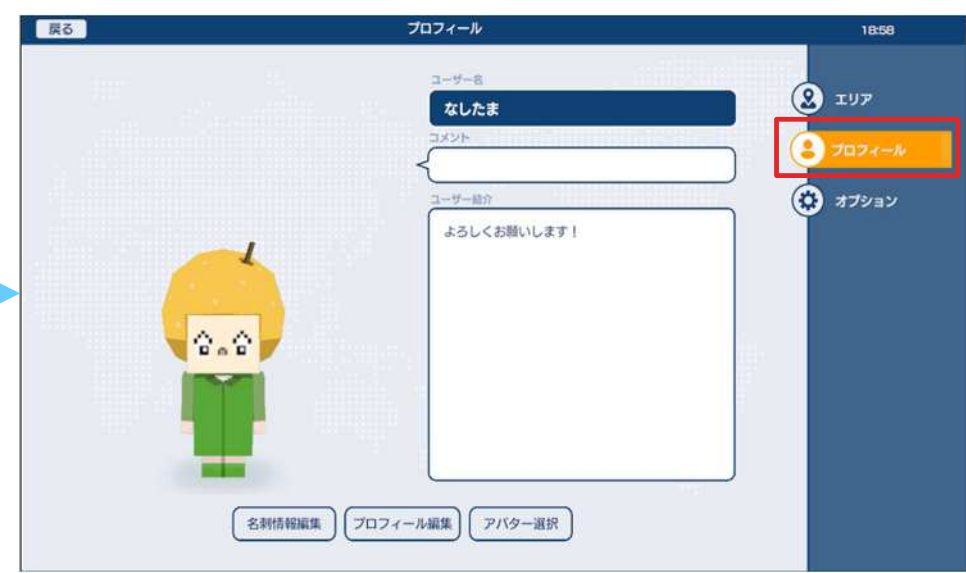 戻る
プロフィール
18:58
ユーザー名
なしたま
コメント
ユーザー紹介
よろしくお願いします！
エリア
プロフィール
オプション
名刺情報編集
プロフィール編集
アバター選択